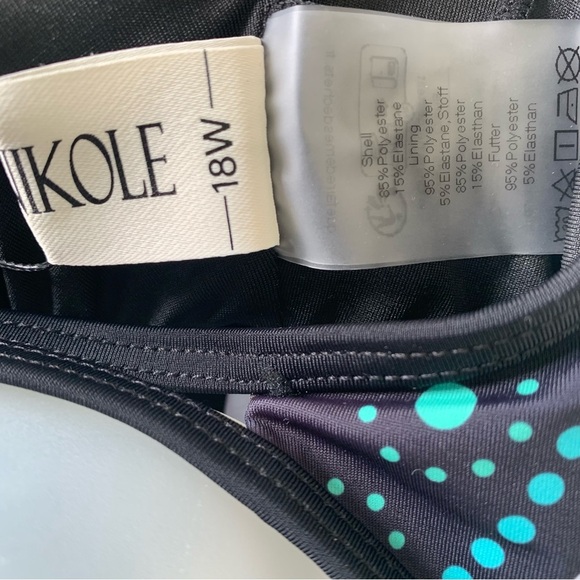 NIKOLE
18W
Shell
85% Polyester
15% Elastane
Lining
95% Polyester
5% Elastane,Stoff
85% Polyester
15% Elasthan
Futter
95% Polyester
5% Elasthan